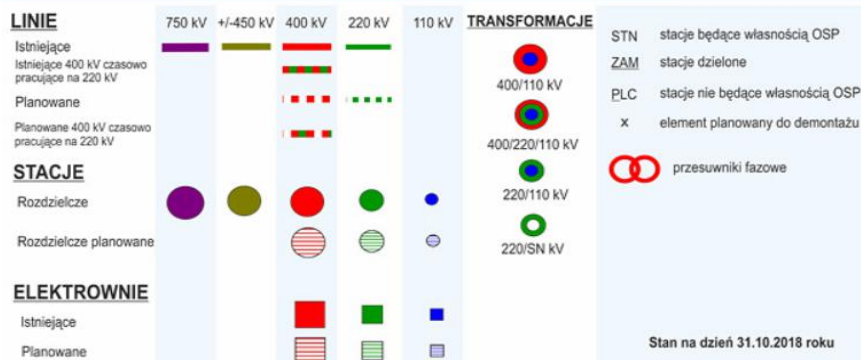 LINIE 750 kV +/-450 kV 400 kV 220 kV 110 kV TRANSFORMACJE
Istniejące
Istniejące 400 kV czasowo
pracujące na 220 kV
Planowane
Planowane 400 kV czasowo
pracujące na 220 kV
STACJE
Rozdzielcze
Rozdzielcze planowane
ELEKTROWNIE
Istniejące
Planowane
400/110 kV
400/220/110 kV
220/110 kV
220/SN kV
STN stacje będące własnością OSP
ZAM stacje dzielone
PLC stacje nie będące własnością OSP
x element planowany do demontażu
przesuwniki fazowe
Stan na dzień 31.10.2018 roku